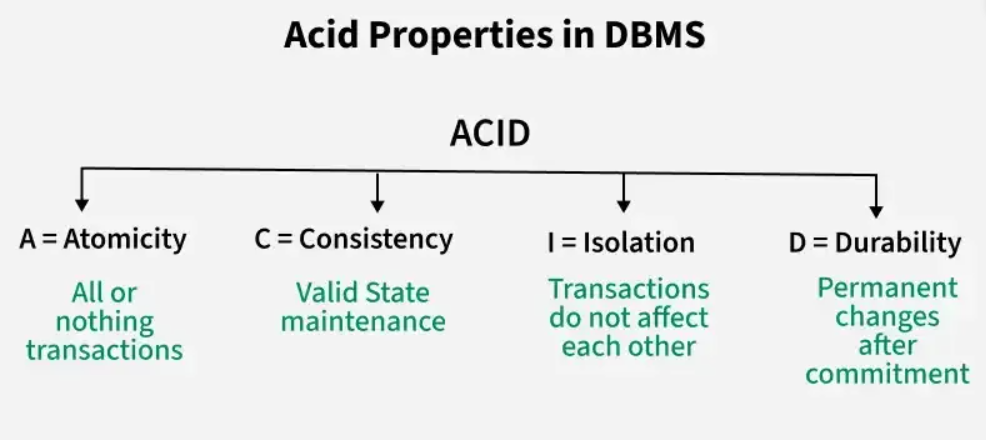 Acid Properties in DBMS
ACID
A = Atomicity
All or
nothing
transactions
C = Consistency
Valid State
maintenance
I = Isolation
Transactions
do not affect
each other
D = Durability
Permanent
changes
after
commitment